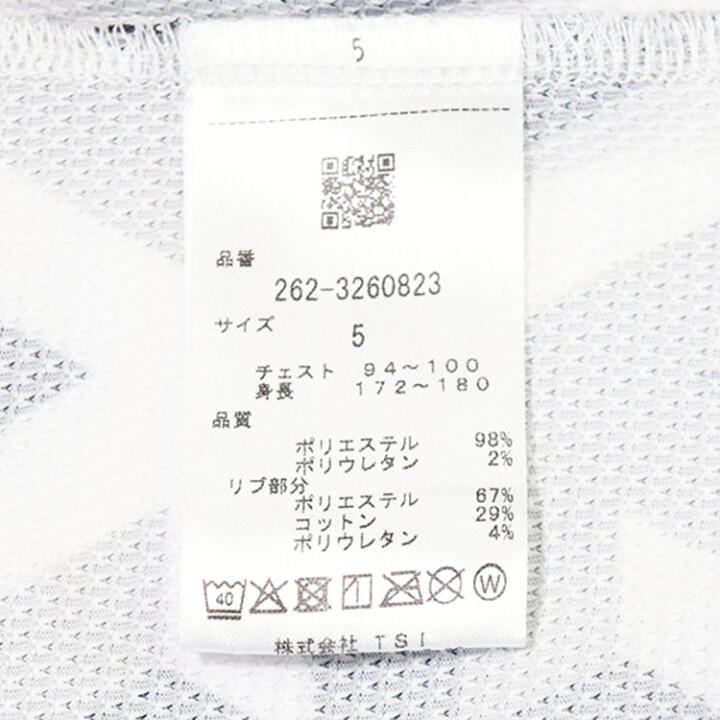 5
品番
262-3260823
サイズ
5
チェスト 94～100
身長 172～180
品質
ポリエステル 98%
ポリウレタン 2%
リブ部分
ポリエステル 67%
コットン 29%
ポリウレタン 4%
40 W
株式会社 TSI